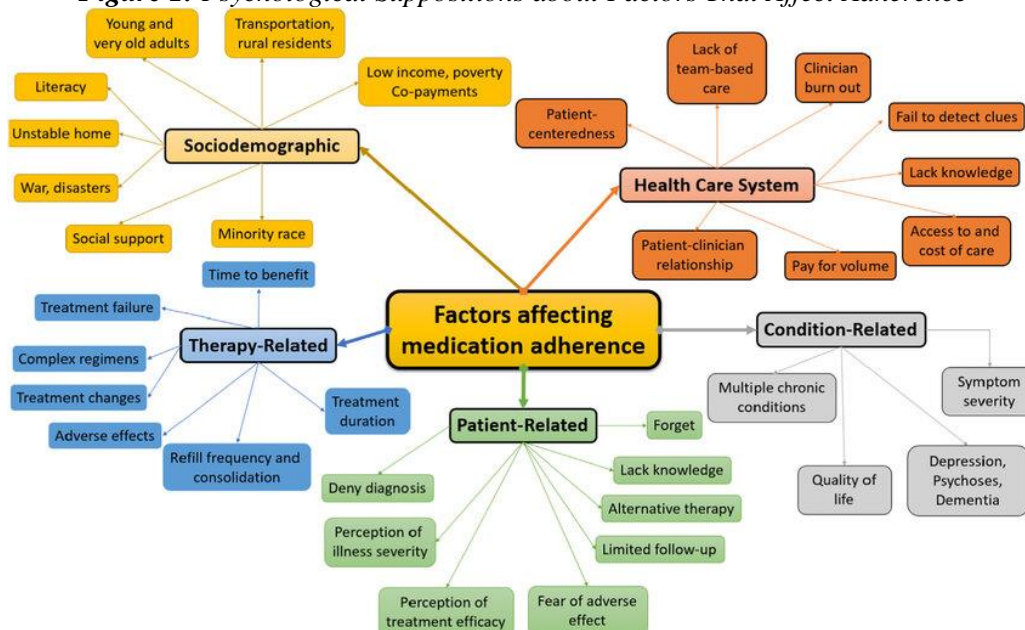 Figure 1. Psychological Suppositions about Factors That Affect Adherence
Young and
very old adults
Transportation,
rural residents
Low income, poverty
Co-payments
Literacy
Unstable home
War, disasters
Social support
Minority race
Sociodemographic
Lack of
team-based
care
Clinician
burn out
Patient-
centeredness
Fail to detect clues
Lack knowledge
Access to and
cost of care
Pay for volume
Patient-clinician
relationship
Health Care System
Factors affecting
medication adherence
Time to benefit
Treatment failure
Therapy-Related
Complex regimens
Treatment changes
Adverse effects
Refill frequency and
consolidation
Treatment
duration
Condition-Related
Multiple chronic
conditions
Symptom
severity
Quality of
life
Depression,
Psychoses,
Dementia
Patient-Related
Forget
Deny diagnosis
Lack knowledge
Alternative therapy
Perception of
illness severity
Limited follow-up
Perception of
treatment efficacy
Fear of adverse
effect